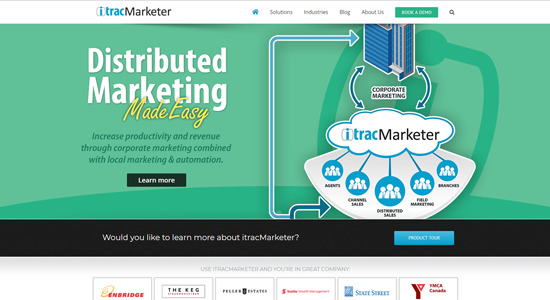 itracMarketer
Solutions Industries Blog About Us BOOK A DEMO
Distributed
Marketing
Made Easy
Increase productivity and revenue
through corporate marketing combined
with local marketing & automation.
Learn more
CORPORATE
MARKETING
itracMarketer
AGENTS
CHANNEL
SALES
DISTRIBUTED
SALES
FIELD
MARKETING
BRANCHES
Would you like to learn more about itracMarketer?
PRODUCT TOUR
USE ITRACMARKETER AND YOU'RE IN GREAT COMPANY:
ENBRIDGE
THE KEG
PELLER ESTATES
Scotia Wealth Management
STATE STREET
YMCA
Canada